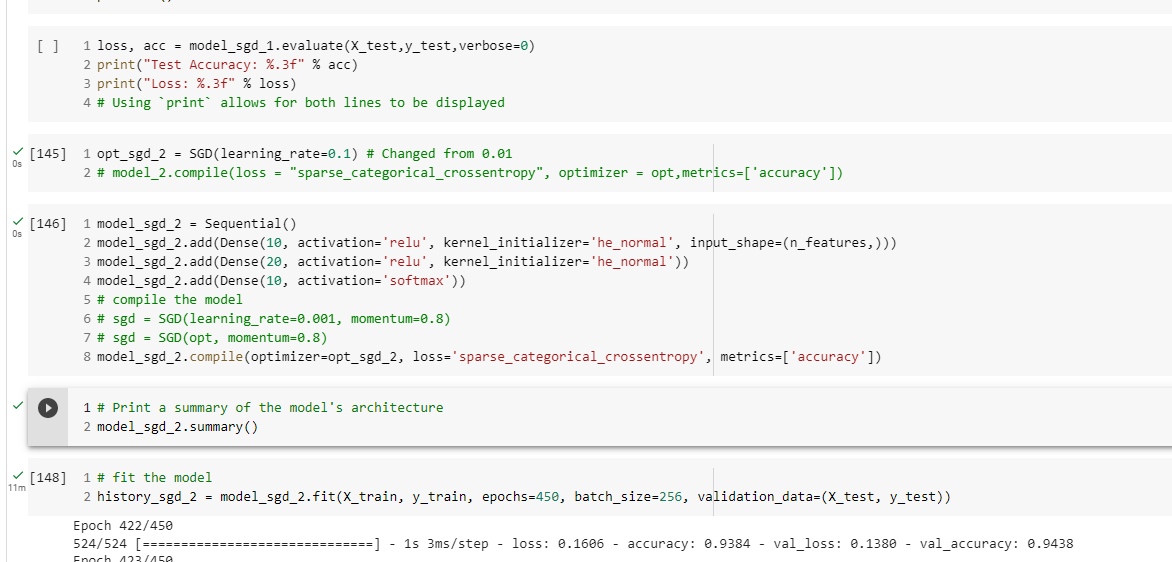 [ ] 1 loss, acc = model_sgd_1.evaluate(X_test,y_test,verbose=0)
2 print("Test Accuracy: %.3f" % acc)
3 print("Loss: %.3f" % loss)
4 # Using `print` allows for both lines to be displayed
0s [145] 1 opt_sgd_2 = SGD(learning_rate=0.1) # Changed from 0.01
2 # model_2.compile(loss = "sparse_categorical_crossentropy", optimizer = opt,metrics=['accuracy'])
0s [146] 1 model_sgd_2 = Sequential()
2 model_sgd_2.add(Dense(10, activation='relu', kernel_initializer='he_normal', input_shape=(n_features,)))
3 model_sgd_2.add(Dense(20, activation='relu', kernel_initializer='he_normal'))
4 model_sgd_2.add(Dense(10, activation='softmax'))
5 # compile the model
6 # sgd = SGD(learning_rate=0.001, momentum=0.8)
7 # sgd = SGD(opt, momentum=0.8)
8 model_sgd_2.compile(optimizer=opt_sgd_2, loss='sparse_categorical_crossentropy', metrics=['accuracy'])
1 # Print a summary of the model's architecture
2 model_sgd_2.summary()
11m [148] 1 # fit the model
2 history_sgd_2 = model_sgd_2.fit(X_train, y_train, epochs=450, batch_size=256, validation_data=(X_test, y_test))
Epoch 422/450
524/524 [==============================] - 1s 3ms/step - loss: 0.1606 - accuracy: 0.9384 - val_loss: 0.1380 - val_accuracy: 0.9438
Epoch 423/450